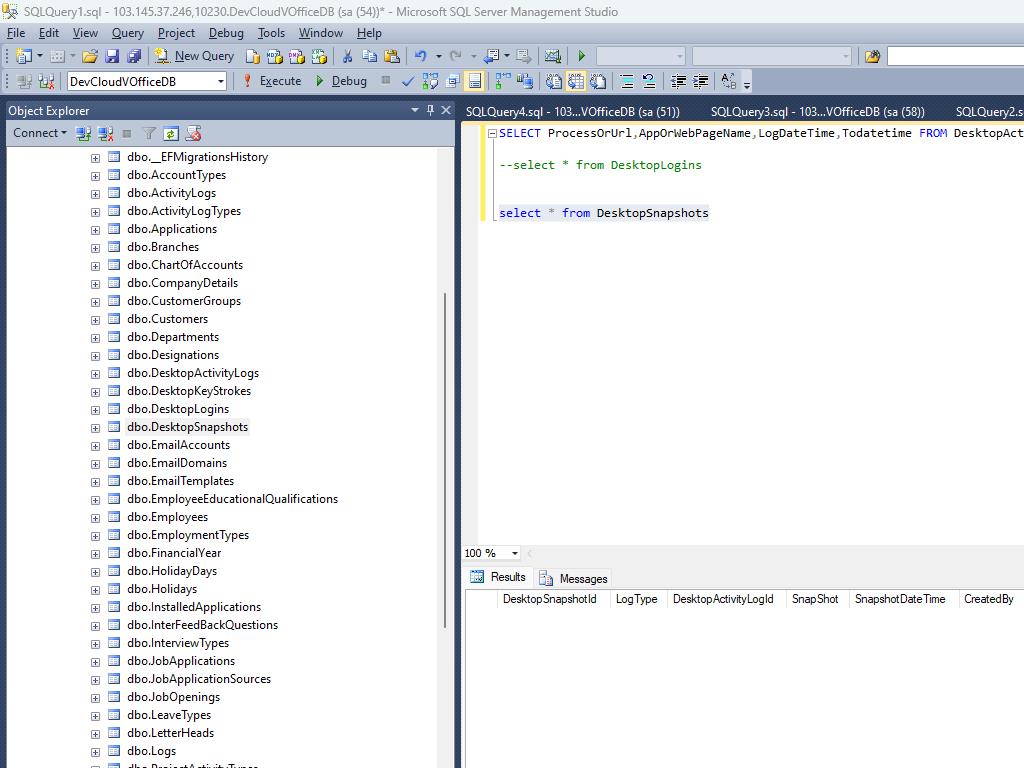 SQLQuery1.sql - 103.145.37.246,10230.DevCloudVOfficeDB (sa (54))* - Microsoft SQL Server Management Studio
File Edit View Query Project Debug Tools Window Help
New Query
DevCloudVOfficeDB Execute Debug
Object Explorer
Connect
dbo.__EFMigrationsHistory
dbo.AccountTypes
dbo.ActivityLogs
dbo.ActivityLogTypes
dbo.Applications
dbo.Branches
dbo.ChartOfAccounts
dbo.CompanyDetails
dbo.CustomerGroups
dbo.Customers
dbo.Departments
dbo.Designations
dbo.DesktopActivityLogs
dbo.DesktopKeyStrokes
dbo.DesktopLogins
dbo.DesktopSnapshots
dbo.EmailAccounts
dbo.EmailDomains
dbo.EmailTemplates
dbo.EmployeeEducationalQualifications
dbo.Employees
dbo.EmploymentTypes
dbo.FinancialYear
dbo.HolidayDays
dbo.Holidays
dbo.InstalledApplications
dbo.InterFeedBackQuestions
dbo.InterviewTypes
dbo.JobApplications
dbo.JobApplicationSources
dbo.JobOpenings
dbo.LeaveTypes
dbo.LetterHeads
dbo.Logs
SQLQuery4.sql - 103...VOfficeDB (sa (51)) SQLQuery3.sql - 103...VOfficeDB (sa (58)) SQLQuery2.s
SELECT ProcessOrUrl,AppOrWebPageName,LogDateTime,Todatetime FROM DesktopAct
--select * from DesktopLogins
select * from DesktopSnapshots
100 %
Results Messages
DesktopSnapshotId LogType DesktopActivityLogId SnapShot SnapshotDateTime CreatedBy